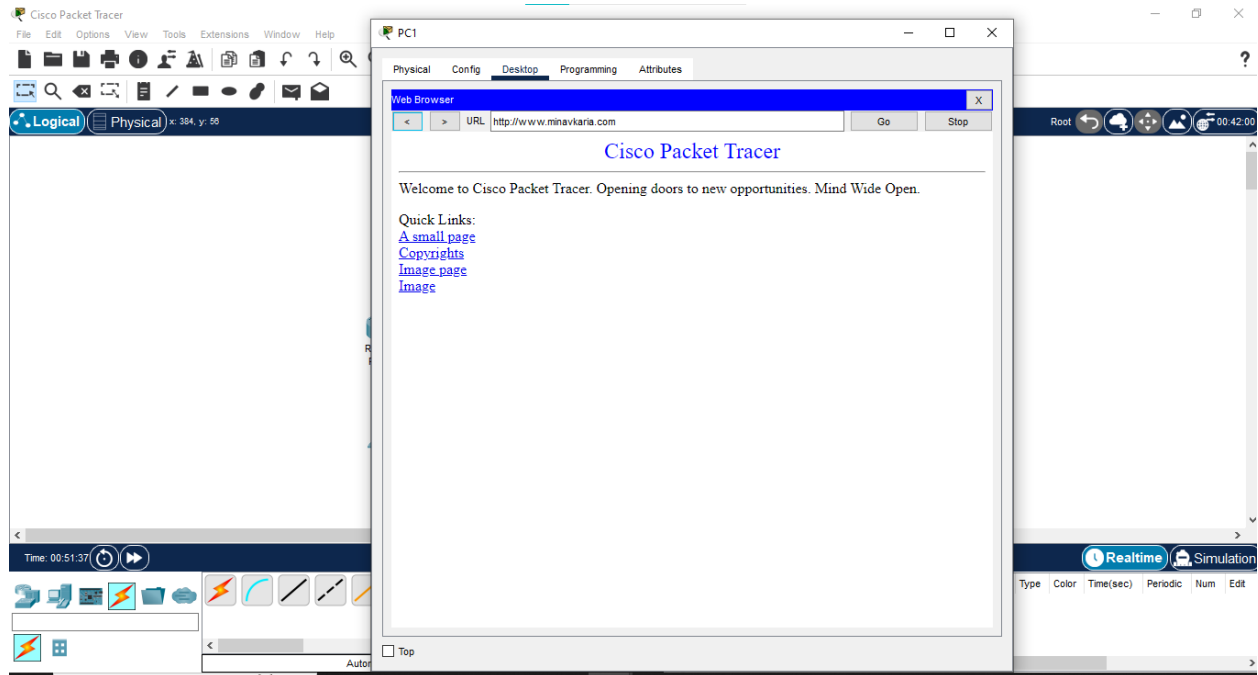 Cisco Packet Tracer
File Edit Options View Tools Extensions Window Help
?
PC1
Physical Config Desktop Programming Attributes
Web Browser X
< > URL http://www.minavkaria.com Go Stop
Logical Physical x: 384, y: 56
Root 00:42:00
Cisco Packet Tracer
Welcome to Cisco Packet Tracer. Opening doors to new opportunities. Mind Wide Open.
Quick Links:
A small page
Copyrights
Image page
Image
R
Time: 00:51:37
Realtime Simulation
Type Color Time(sec) Periodic Num Edit
Top